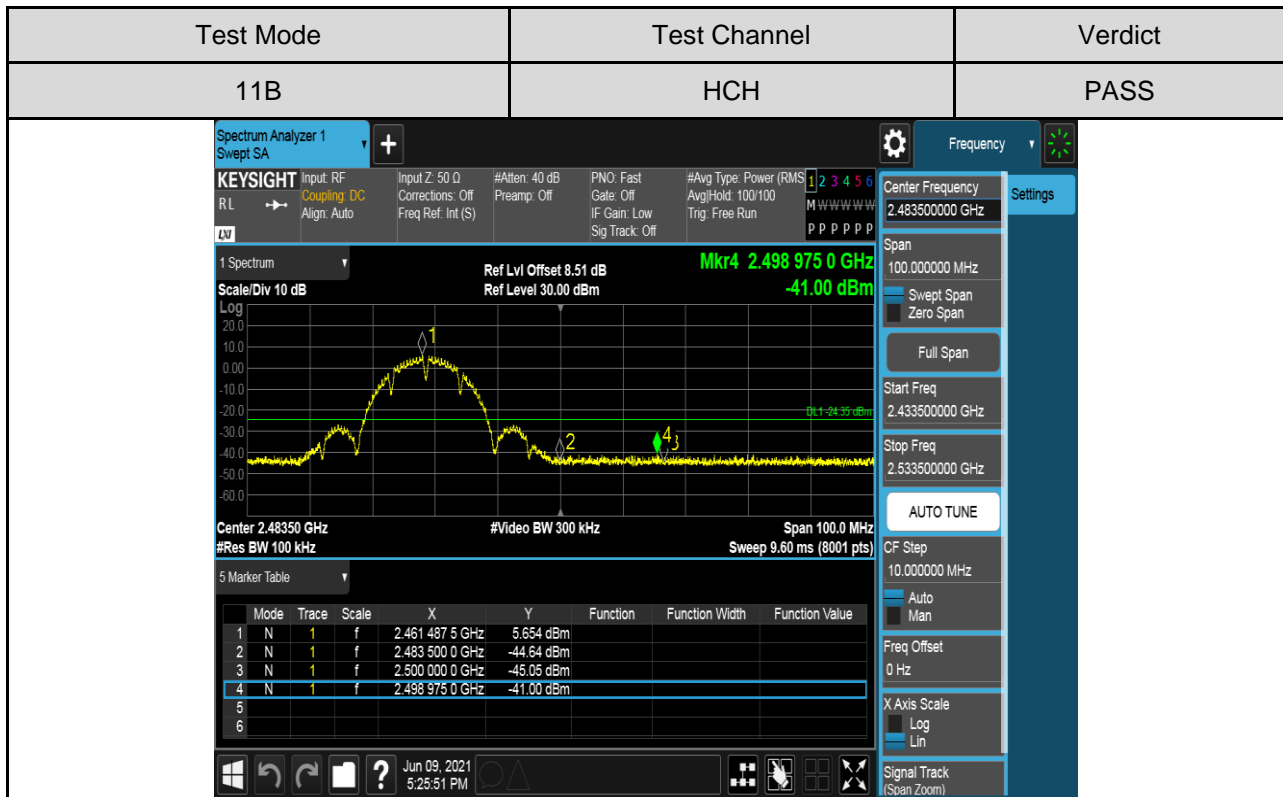 Test Mode Test Channel Verdict
11B HCH PASS
Spectrum Analyzer 1
Swept SA
+
Frequency
KEYSIGHT
RL
LXI
Input: RF
Coupling: DC
Align: Auto
Input Z: 50 Ω
Corrections: Off
Freq Ref: Int (S)
#Atten: 40 dB
Preamp: Off
PNO: Fast
Gate: Off
IF Gain: Low
Sig Track: Off
#Avg Type: Power (RMS
Avg|Hold: 100/100
Trig: Free Run
1 2 3 4 5 6
M W W W W W
P P P P P P
1 Spectrum
Scale/Div 10 dB
Ref Lvl Offset 8.51 dB
Ref Level 30.00 dBm
Mkr4 2.498 975 0 GHz
-41.00 dBm
Log
20.0
10.0
0.00
-10.0
-20.0
-30.0
-40.0
-50.0
-60.0
1
DL1 -24.35 dBm
2
4
3
Center 2.48350 GHz #Video BW 300 kHz Span 100.0 MHz
#Res BW 100 kHz Sweep 9.60 ms (8001 pts)
5 Marker Table
Mode Trace Scale X Y Function Function Width Function Value
1 N 1 f 2.461 487 5 GHz 5.654 dBm
2 N 1 f 2.483 500 0 GHz -44.64 dBm
3 N 1 f 2.500 000 0 GHz -45.05 dBm
4 N 1 f 2.498 975 0 GHz -41.00 dBm
5
6
?
Jun 09, 2021
5:25:51 PM
Center Frequency
2.483500000 GHz
Span
100.000000 MHz
Swept Span
Zero Span
Full Span
Start Freq
2.433500000 GHz
Stop Freq
2.533500000 GHz
AUTO TUNE
CF Step
10.000000 MHz
Auto
Man
Freq Offset
0 Hz
X Axis Scale
Log
Lin
Signal Track
(Span Zoom)
Settings